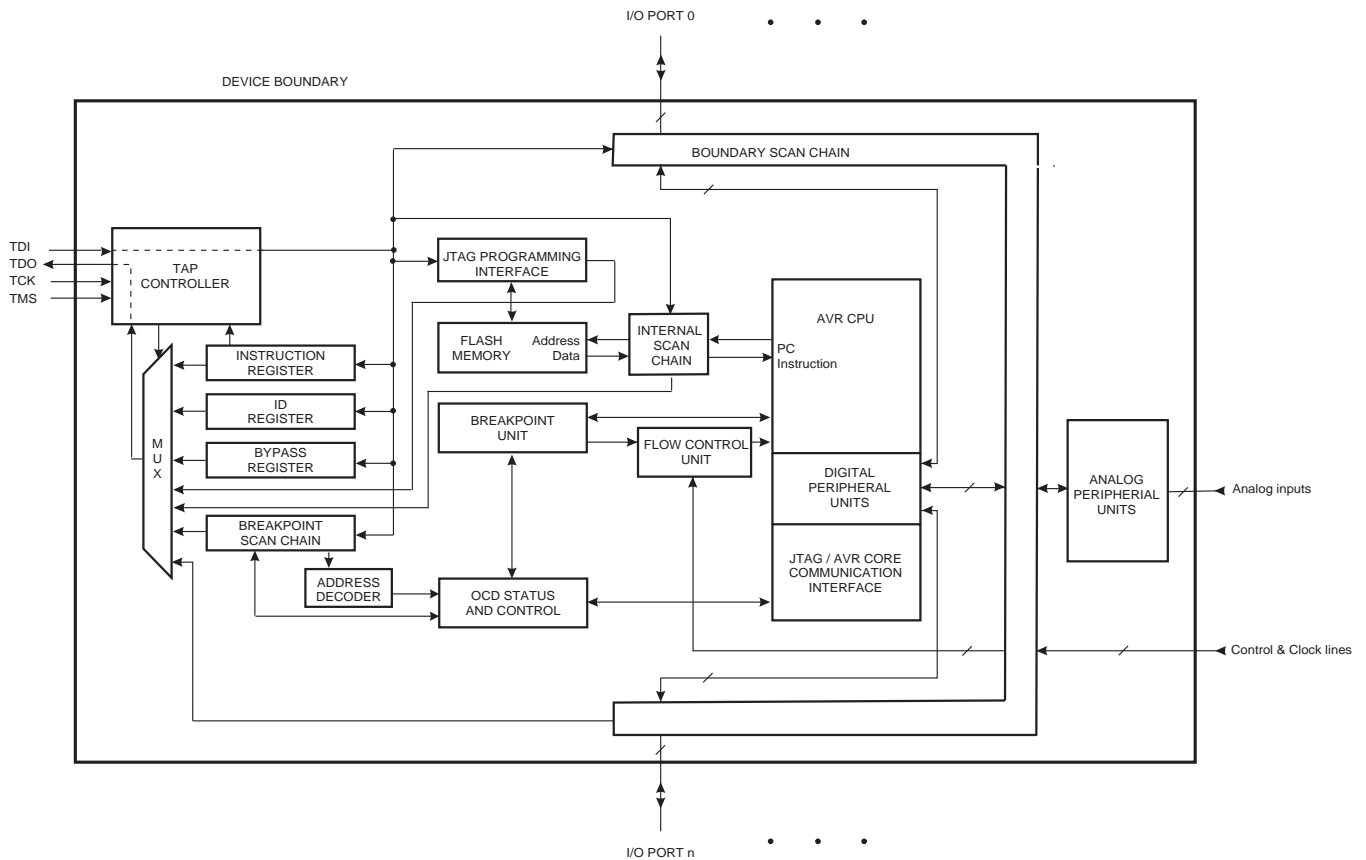 I/O PORT 0
DEVICE BOUNDARY
BOUNDARY SCAN CHAIN
TDI
TDO
TCK
TMS
TAP
CONTROLLER
JTAG PROGRAMMING
INTERFACE
AVR CPU
FLASH
MEMORY
Address
Data
INTERNAL
SCAN
CHAIN
PC
Instruction
INSTRUCTION
REGISTER
ID
REGISTER
M
U
X
BYPASS
REGISTER
BREAKPOINT
UNIT
FLOW CONTROL
UNIT
DIGITAL
PERIPHERAL
UNITS
ANALOG
PERIPHERIAL
UNITS
Analog inputs
BREAKPOINT
SCAN CHAIN
ADDRESS
DECODER
OCD STATUS
AND CONTROL
JTAG / AVR CORE
COMMUNICATION
INTERFACE
Control & Clock lines
I/O PORT n